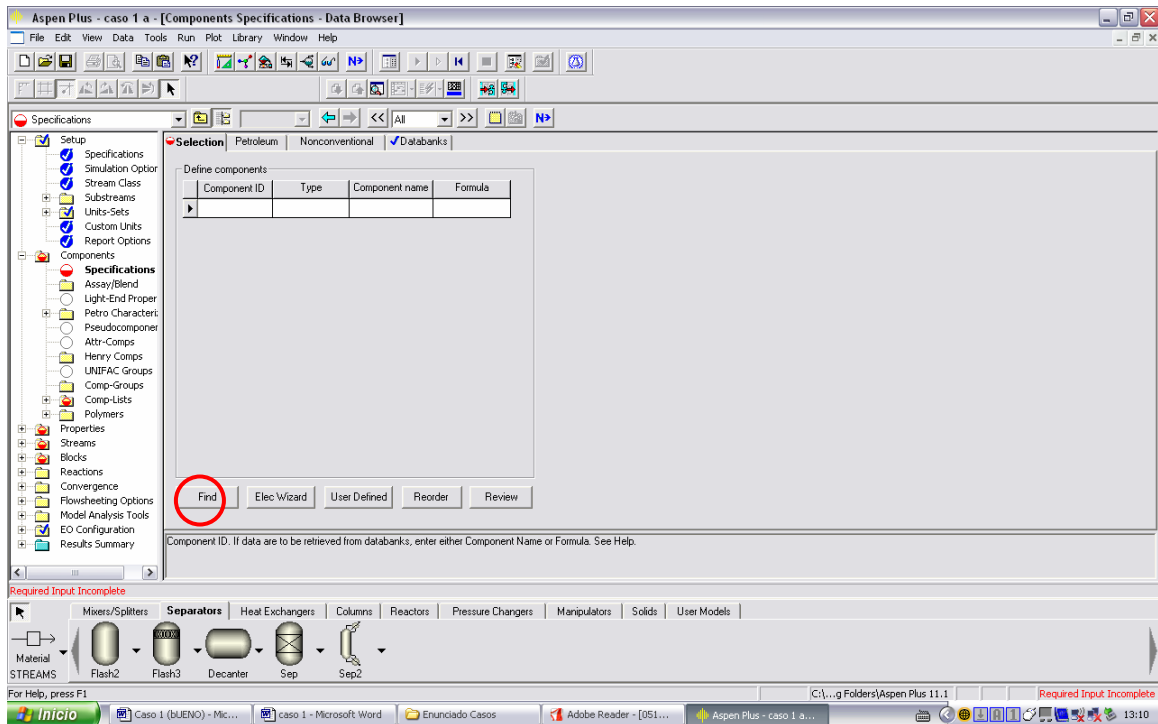 Aspen Plus - caso 1 a - [Components Specifications - Data Browser]
File Edit View Data Tools Run Plot Library Window Help
N>
Specifications << All >> N>
Setup
Specifications
Simulation Option
Stream Class
Substreams
Units-Sets
Custom Units
Report Options
Components
Specifications
Assay/Blend
Light-End Proper
Petro Characteri
Pseudocomponer
Attr-Comps
Henry Comps
UNIFAC Groups
Comp-Groups
Comp-Lists
Polymers
Properties
Streams
Blocks
Reactions
Convergence
Flowsheeting Options
Model Analysis Tools
EO Configuration
Results Summary
Selection Petroleum Nonconventional Databanks
Define components
Component ID Type Component name Formula
Find Elec Wizard User Defined Reorder Review
Component ID. If data are to be retrieved from databanks, enter either Component Name or Formula. See Help.
Required Input Incomplete
Mixers/Splitters Separators Heat Exchangers Columns Reactors Pressure Changers Manipulators Solids User Models
Material
STREAMS Flash2 Flash3 Decanter Sep Sep2
For Help, press F1 C:\...g Folders\Aspen Plus 11.1 Required Input Incomplete
Inicio Caso 1 (bUENO) - Mic... caso 1 - Microsoft Word Enunciado Casos Adobe Reader - [051... Aspen Plus - caso 1 a... 13:10